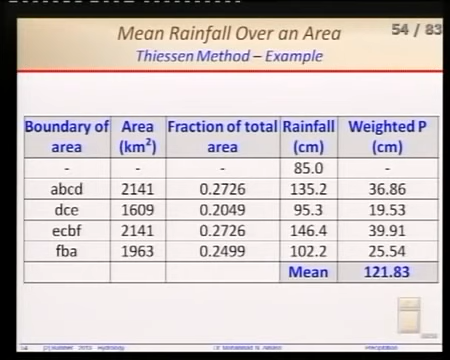 Mean Rainfall Over an Area
54 / 83
Thiessen Method – Example
Boundary of area | Area (km²) | Fraction of total area | Rainfall (cm) | Weighted P (cm)
- | - | - | 85.0 | -
abcd | 2141 | 0.2726 | 135.2 | 36.86
dce | 1609 | 0.2049 | 95.3 | 19.53
ecbf | 2141 | 0.2726 | 146.4 | 39.91
fba | 1963 | 0.2499 | 102.2 | 25.54
Mean | 121.83
Precipitation